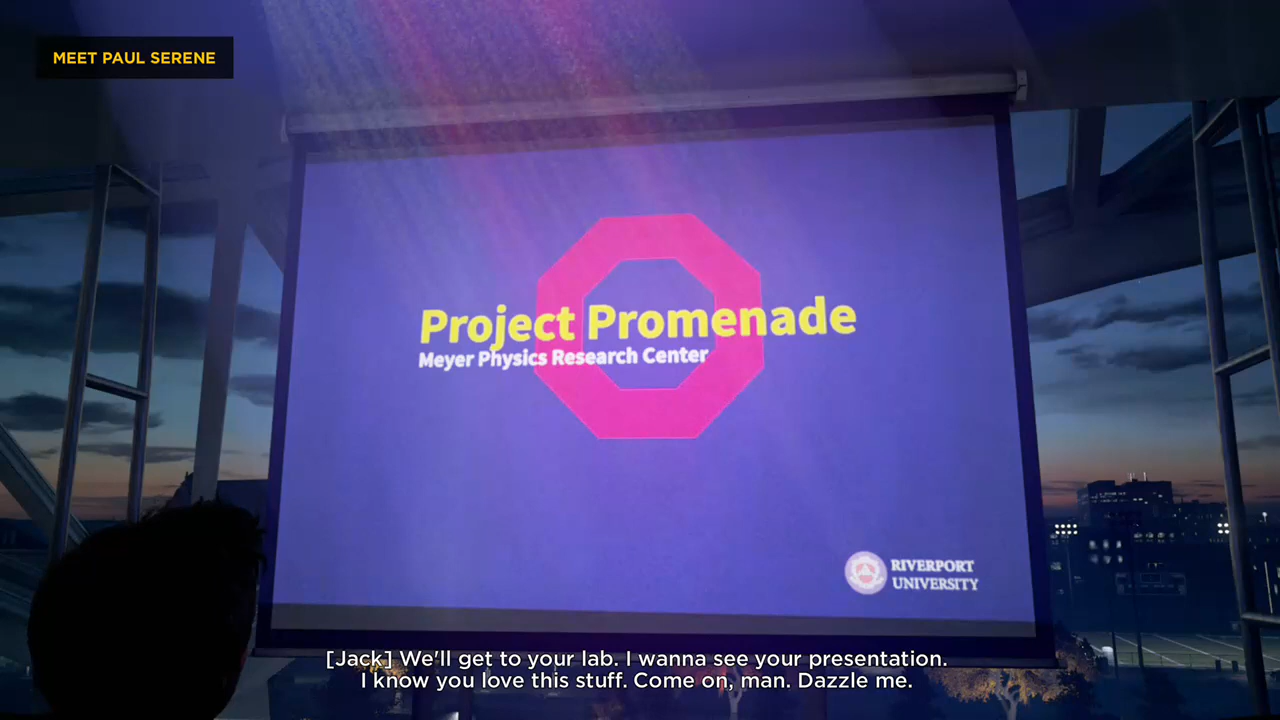 MEET PAUL SERENE
Project Promenade
Meyer Physics Research Center
RIVERPORT
UNIVERSITY
[Jack] We'll get to your lab. I wanna see your presentation.
I know you love this stuff. Come on, man. Dazzle me.